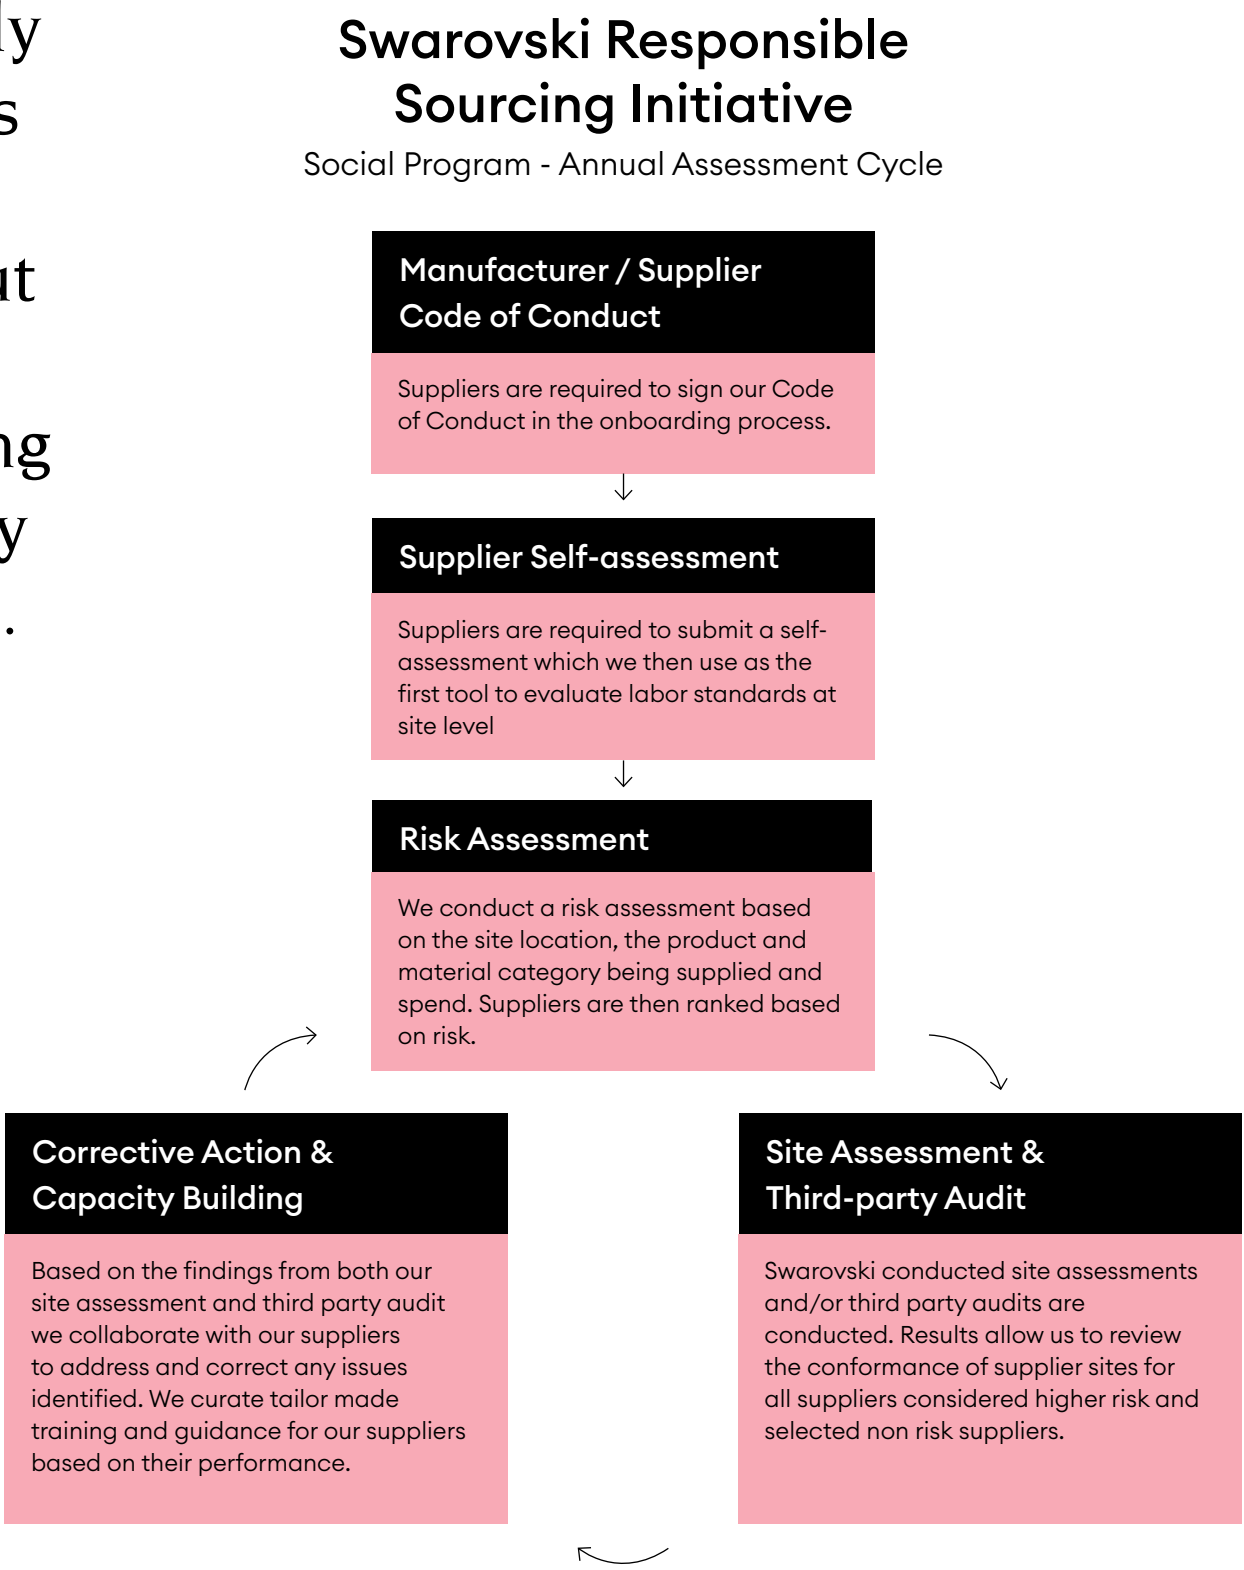 Swarovski Responsible
Sourcing Initiative
Social Program - Annual Assessment Cycle
Manufacturer / Supplier
Code of Conduct
Suppliers are required to sign our Code
of Conduct in the onboarding process.
Supplier Self-assessment
Suppliers are required to submit a self-
assessment which we then use as the
first tool to evaluate labor standards at
site level
Risk Assessment
We conduct a risk assessment based
on the site location, the product and
material category being supplied and
spend. Suppliers are then ranked based
on risk.
Corrective Action &
Capacity Building
Based on the findings from both our
site assessment and third party audit
we collaborate with our suppliers
to address and correct any issues
identified. We curate tailor made
training and guidance for our suppliers
based on their performance.
Site Assessment &
Third-party Audit
Swarovski conducted site assessments
and/or third party audits are
conducted. Results allow us to review
the conformance of supplier sites for
all suppliers considered higher risk and
selected non risk suppliers.